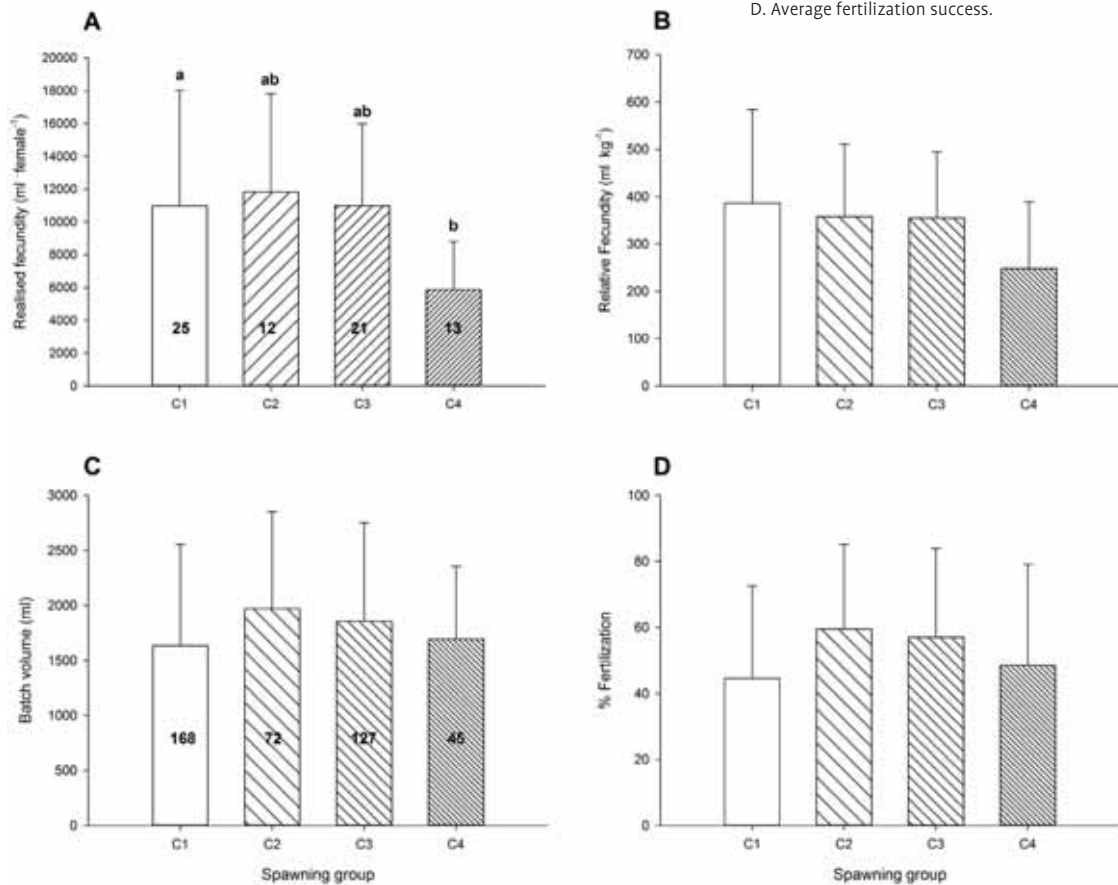 D. Average fertilization success.
A
Realised fecundity (ml female⁻¹)
20000
18000
16000
14000
12000
10000
8000
6000
4000
2000
0
a
ab
ab
b
25
12
21
13
C1
C2
C3
C4
B
Relative Fecundity (ml kg⁻¹)
700
600
500
400
300
200
100
0
C1
C2
C3
C4
C
Batch volume (ml)
3000
2500
2000
1500
1000
500
0
168
72
127
45
C1
C2
C3
C4
Spawning group
D
% Fertilization
100
80
60
40
20
0
C1
C2
C3
C4
Spawning group